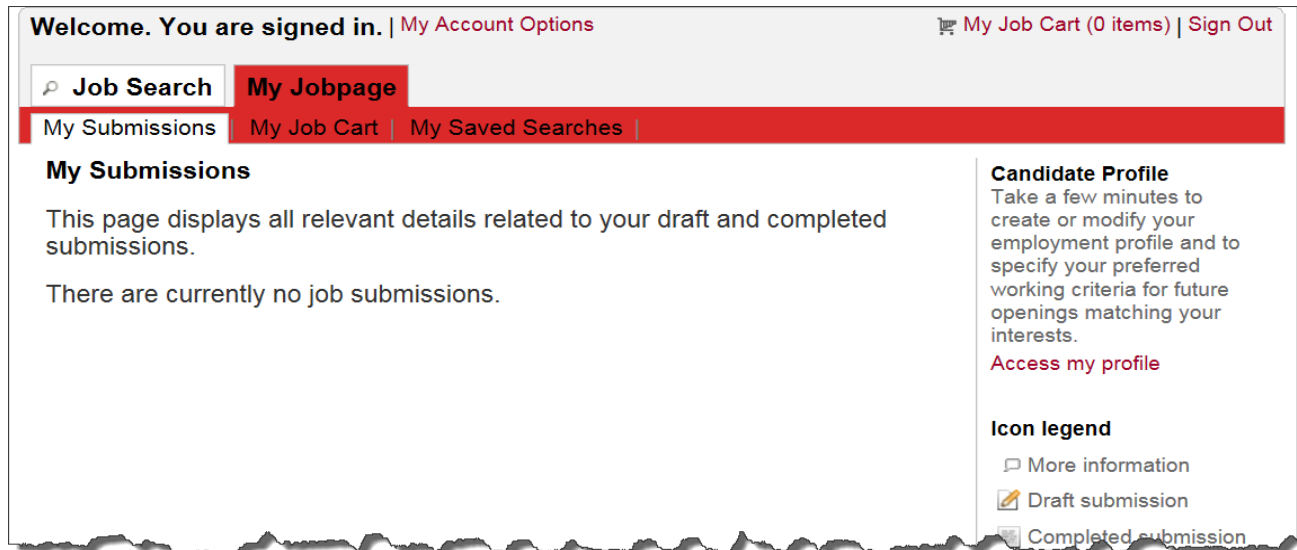 Welcome. You are signed in. | My Account Options
My Job Cart (0 items) | Sign Out
Job Search
My Jobpage
My Submissions | My Job Cart | My Saved Searches |
My Submissions
This page displays all relevant details related to your draft and completed
submissions.
There are currently no job submissions.
Candidate Profile
Take a few minutes to
create or modify your
employment profile and to
specify your preferred
working criteria for future
openings matching your
interests.
Access my profile
Icon legend
More information
Draft submission
Completed submission